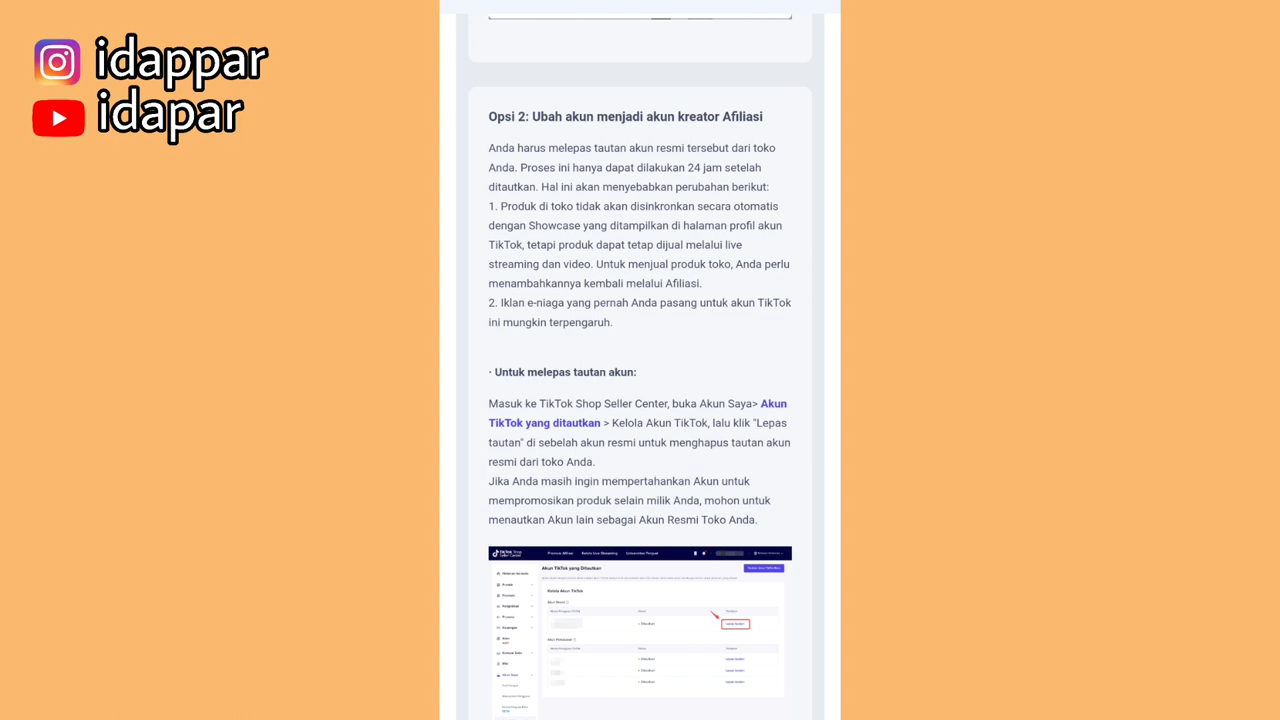 idappar
idapar
Opsi 2: Ubah akun menjadi akun kreator Afiliasi
Anda harus melepas tautan akun resmi tersebut dari toko
Anda. Proses ini hanya dapat dilakukan 24 jam setelah
ditautkan. Hal ini akan menyebabkan perubahan berikut:
1. Produk di toko tidak akan disinkronkan secara otomatis
dengan Showcase yang ditampilkan di halaman profil akun
TikTok, tetapi produk dapat tetap dijual melalui live
streaming dan video. Untuk menjual produk toko, Anda perlu
menambahkannya kembali melalui Afiliasi.
2. Iklan e-niaga yang pernah Anda pasang untuk akun TikTok
ini mungkin terpengaruh.
· Untuk melepas tautan akun:
Masuk ke TikTok Shop Seller Center, buka Akun Saya> Akun
TikTok yang ditautkan > Kelola Akun TikTok, lalu klik "Lepas
tautan" di sebelah akun resmi untuk menghapus tautan akun
resmi dari toko Anda.
Jika Anda masih ingin mempertahankan Akun untuk
mempromosikan produk selain milik Anda, mohon untuk
menautkan Akun lain sebagai Akun Resmi Toko Anda.
TikTok Shop
Seller Center
Akun TikTok yang Ditautkan
Kelola Akun TikTok